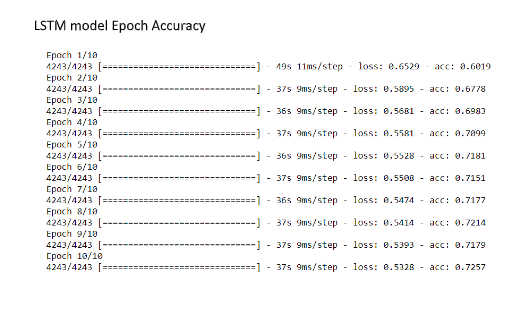 LSTM model Epoch Accuracy
Epoch 1/10
4243/4243 [==============================] - 49s 11ms/step - loss: 0.6529 - acc: 0.6019
Epoch 2/10
4243/4243 [==============================] - 37s 9ms/step - loss: 0.5895 - acc: 0.6778
Epoch 3/10
4243/4243 [==============================] - 36s 9ms/step - loss: 0.5681 - acc: 0.6983
Epoch 4/10
4243/4243 [==============================] - 37s 9ms/step - loss: 0.5581 - acc: 0.7099
Epoch 5/10
4243/4243 [==============================] - 36s 9ms/step - loss: 0.5528 - acc: 0.7181
Epoch 6/10
4243/4243 [==============================] - 37s 9ms/step - loss: 0.5508 - acc: 0.7151
Epoch 7/10
4243/4243 [==============================] - 36s 9ms/step - loss: 0.5474 - acc: 0.7177
Epoch 8/10
4243/4243 [==============================] - 37s 9ms/step - loss: 0.5414 - acc: 0.7214
Epoch 9/10
4243/4243 [==============================] - 37s 9ms/step - loss: 0.5393 - acc: 0.7179
Epoch 10/10
4243/4243 [==============================] - 37s 9ms/step - loss: 0.5328 - acc: 0.7257